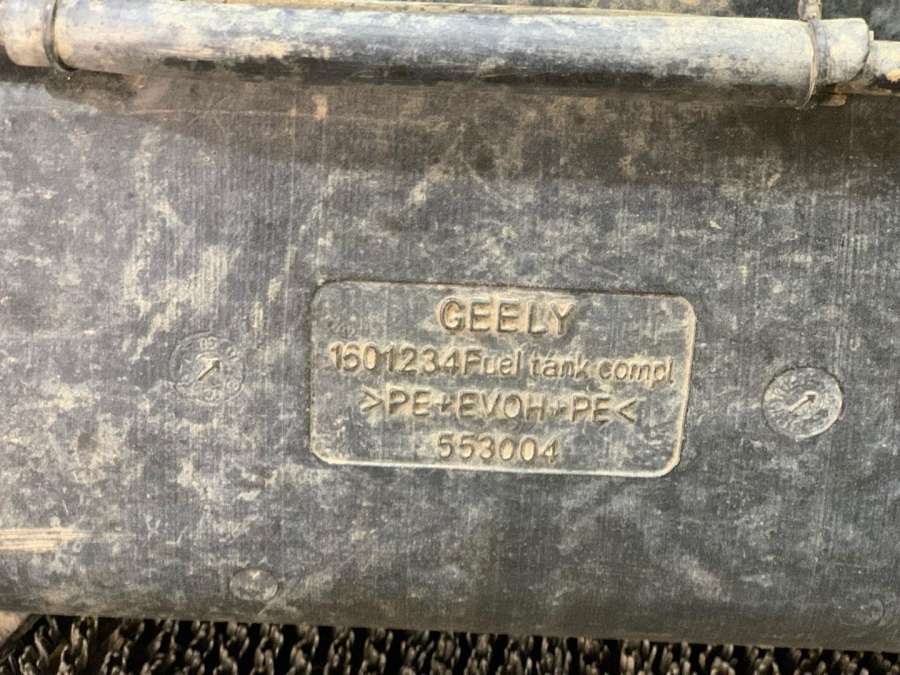 GEELY
1601234Fuel tank compl
>PE+EVOH+PE<
553004